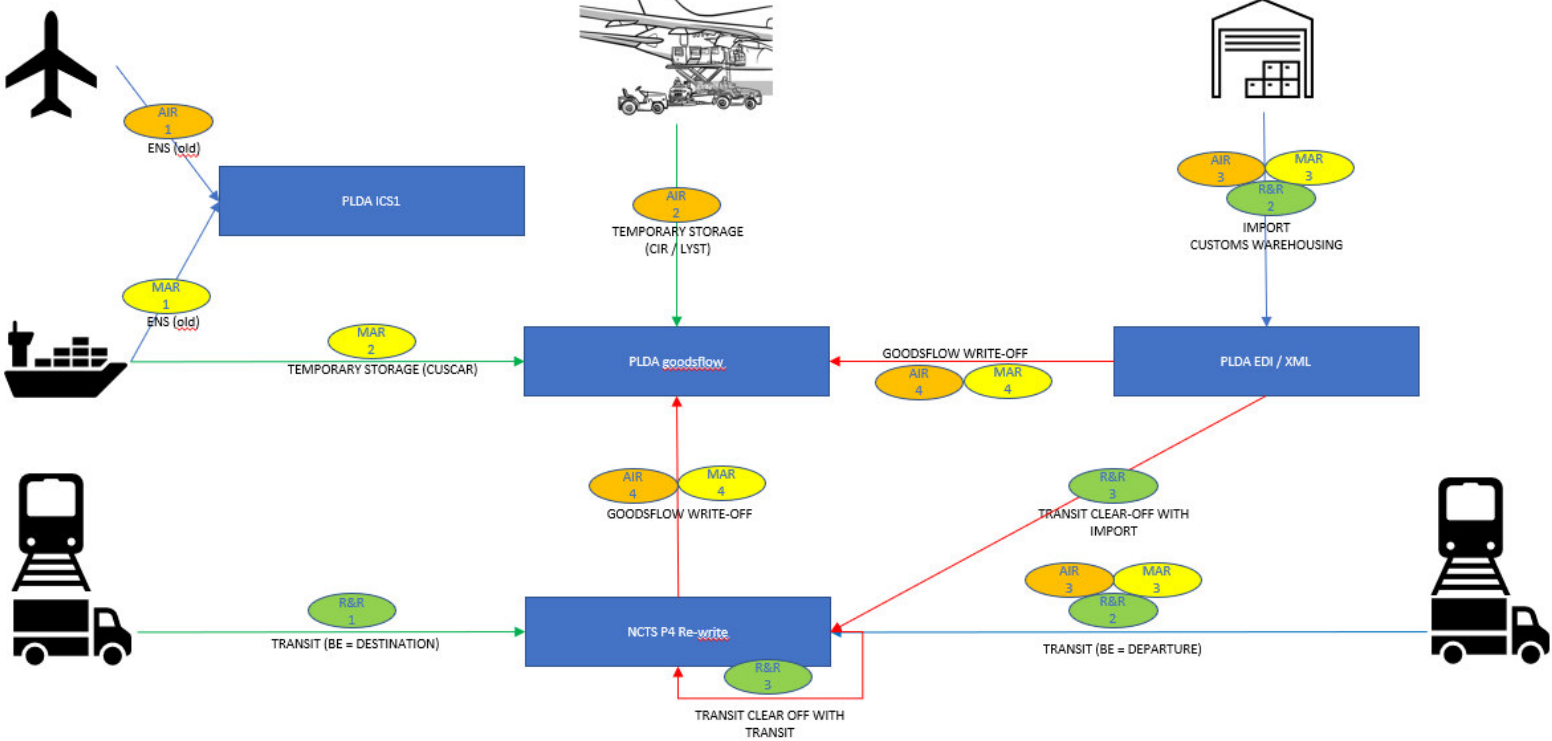 AIR
1
ENS (old)
PLDA ICS1
MAR
1
ENS (old)
AIR
2
TEMPORARY STORAGE
(CIR / LYST)
AIR
3
MAR
3
R&R
2
IMPORT
CUSTOMS WAREHOUSING
MAR
2
TEMPORARY STORAGE (CUSCAR)
PLDA goodsflow
GOODSFLOW WRITE-OFF
AIR
4
MAR
4
PLDA EDI / XML
AIR
4
MAR
4
GOODSFLOW WRITE-OFF
R&R
3
TRANSIT CLEAR-OFF WITH
IMPORT
R&R
1
TRANSIT (BE = DESTINATION)
NCTS P4 Re-write
AIR
3
MAR
3
R&R
2
TRANSIT (BE = DEPARTURE)
R&R
3
TRANSIT CLEAR OFF WITH
TRANSIT